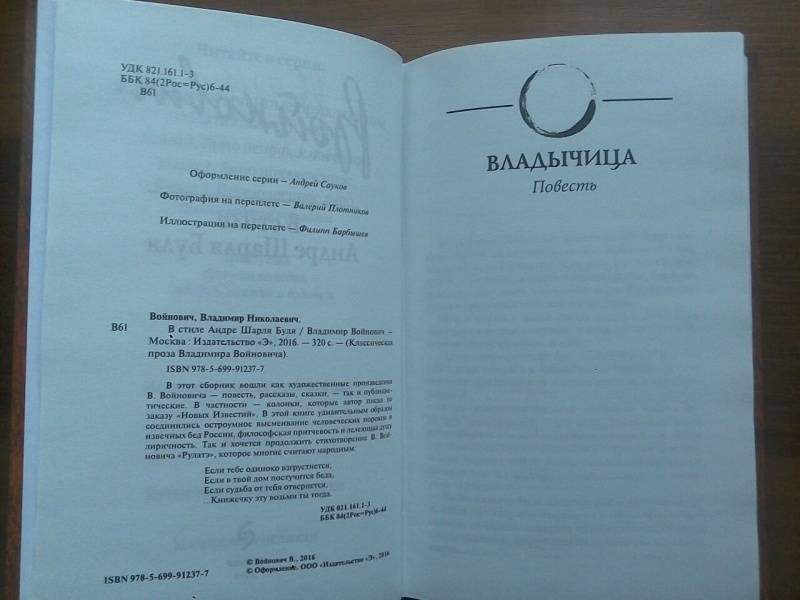 УДК 821.161.1-3
ББК 84(2Рос=Рус)6-44
В61
Оформление серии — Андрей Сауков
Фотография на переплете — Валерий Плотников
Иллюстрация на переплете — Филипп Барбышев
Войнович, Владимир Николаевич.
В61 В стиле Андре Шарля Буля / Владимир Войнович –
Москва : Издательство «Э», 2016. — 320 с. — (Классическая
проза Владимира Войновича).
ISBN 978-5-699-91237-7
В этот сборник вошли как художественные произведения
В. Войновича — повесть, рассказы, сказки, — так и публицис-
тические. В частности — колонки, которые автор писал по
заказу «Новых Известий». В этой книге удивительным образом
соединились остроумное высмеивание человеческих пороков и
извечных бед России, философская притчевость и лелеющая душу
лиричность. Так и хочется продолжить стихотворение В. Вой-
новича «Рулатэ», которое многие считают народным:
Если тебе одиноко взгрустнется,
Если в твой дом постучится беда,
Если судьба от тебя отвернется,
...Книжечку эту возьми ты тогда.
УДК 821.161.1-3
ББК 84(2Рос=Рус)6-44
© Войнович В., 2016
ISBN 978-5-699-91237-7 © Оформление. ООО «Издательство «Э», 2016
ВЛАДЫЧИЦА
Повесть